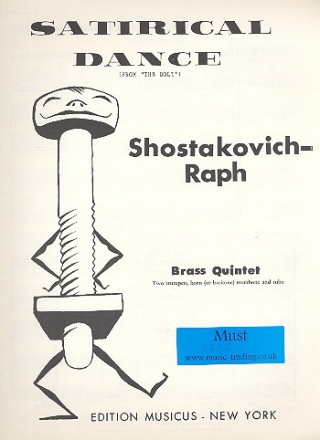 SATIRICAL
DANCE
(FROM "THE BOLT")
Shostakovich-
Raph
Brass Quintet
Two trumpets, horn (or baritone) trombone and tuba
Must
www.music-trading.co.uk
EDITION MUSICUS - NEW YORK